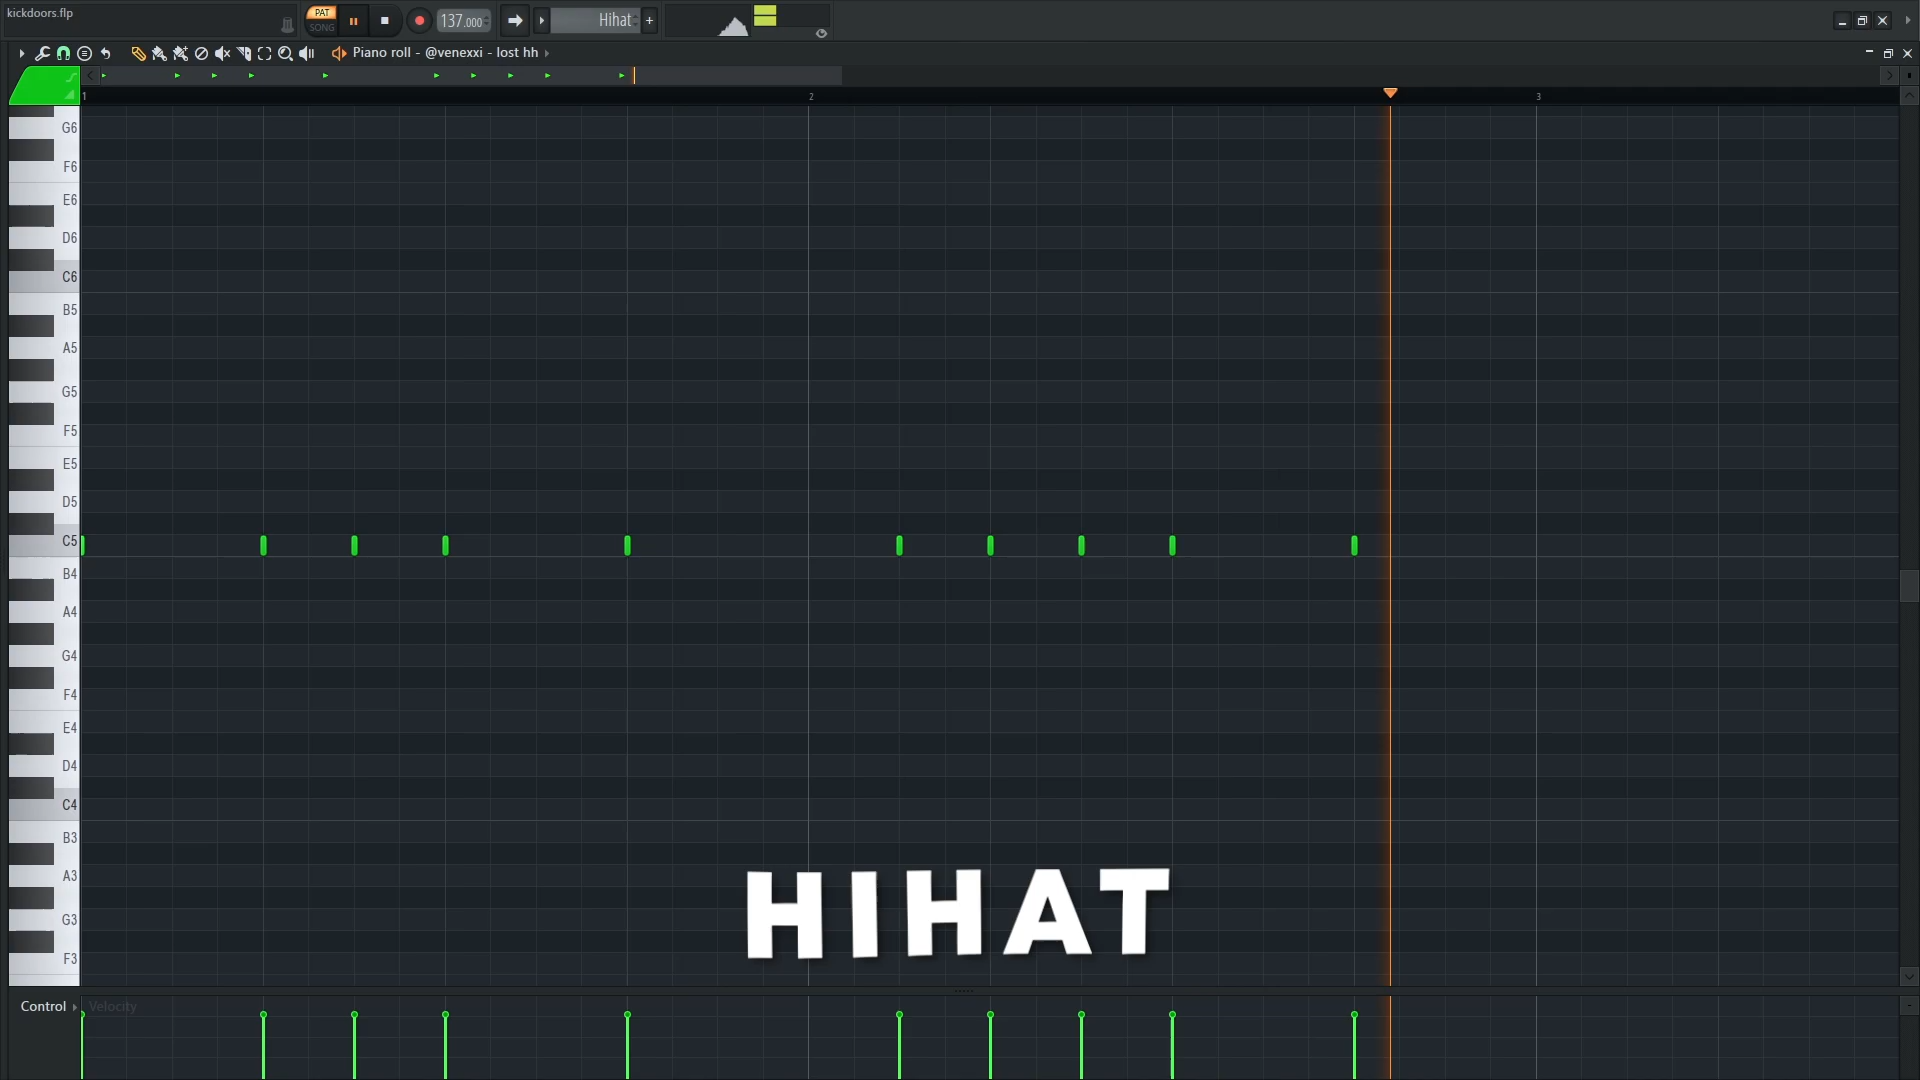 kickdoors.flp
PAT
SONG
137.000
Hihat
+
Piano roll - @venexxi - lost hh
1
2
3
G6
F6
E6
D6
C6
B5
A5
G5
F5
E5
D5
C5
B4
A4
G4
F4
E4
D4
C4
B3
A3
G3
F3
HIHAT
Control
Velocity